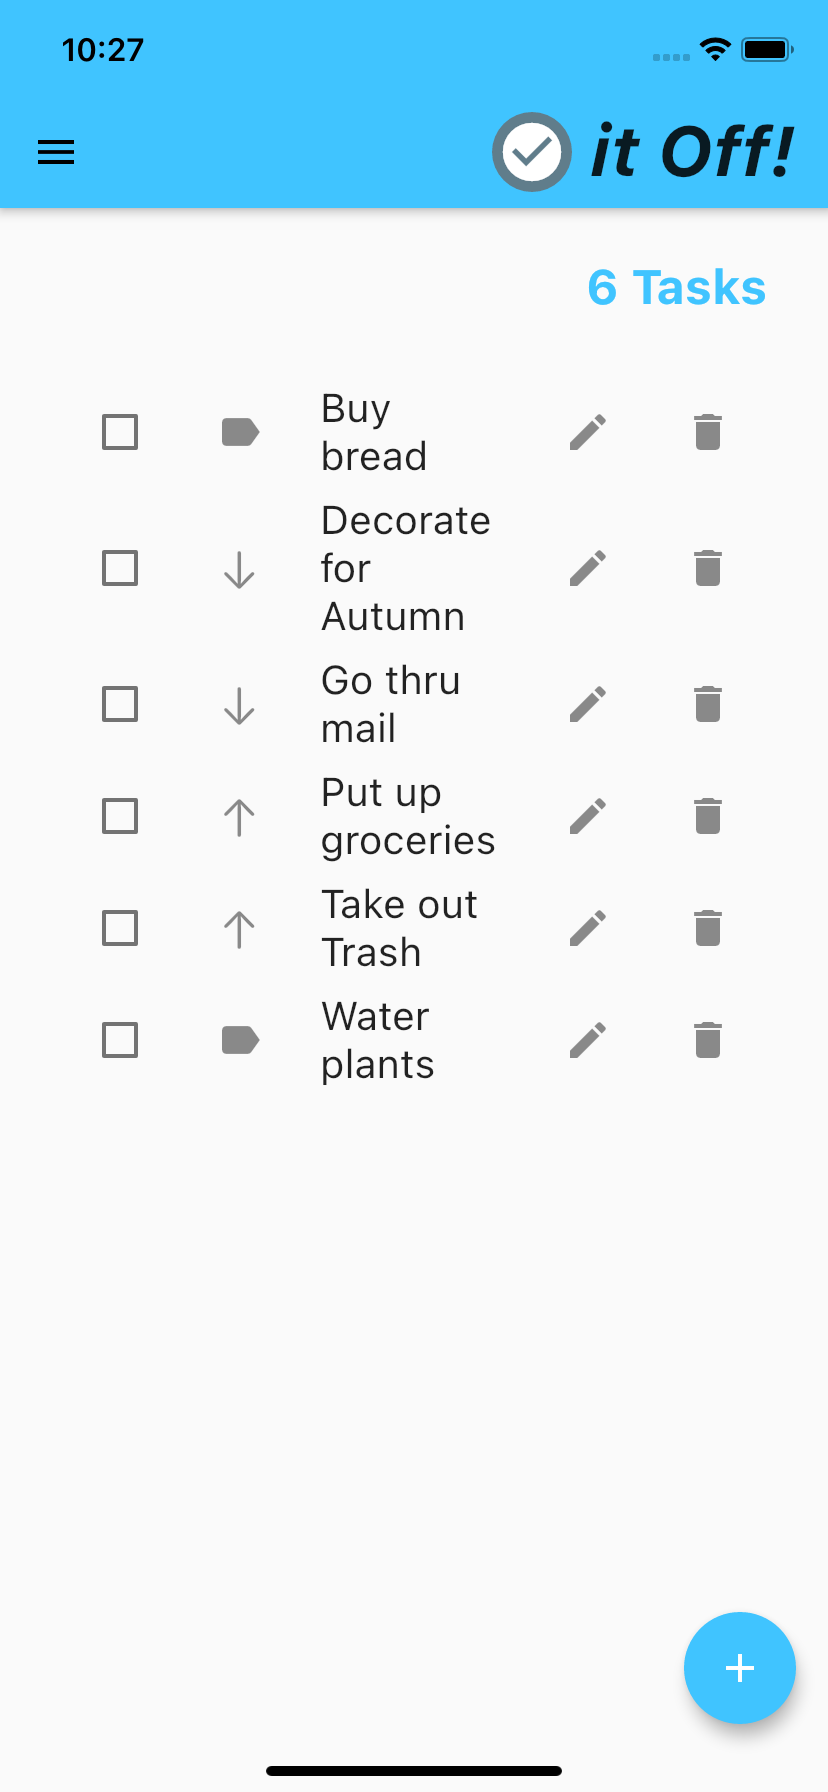 10:27
it Off!
6 Tasks
Buy
bread
Decorate
for
Autumn
Go thru
mail
Put up
groceries
Take out
Trash
Water
plants